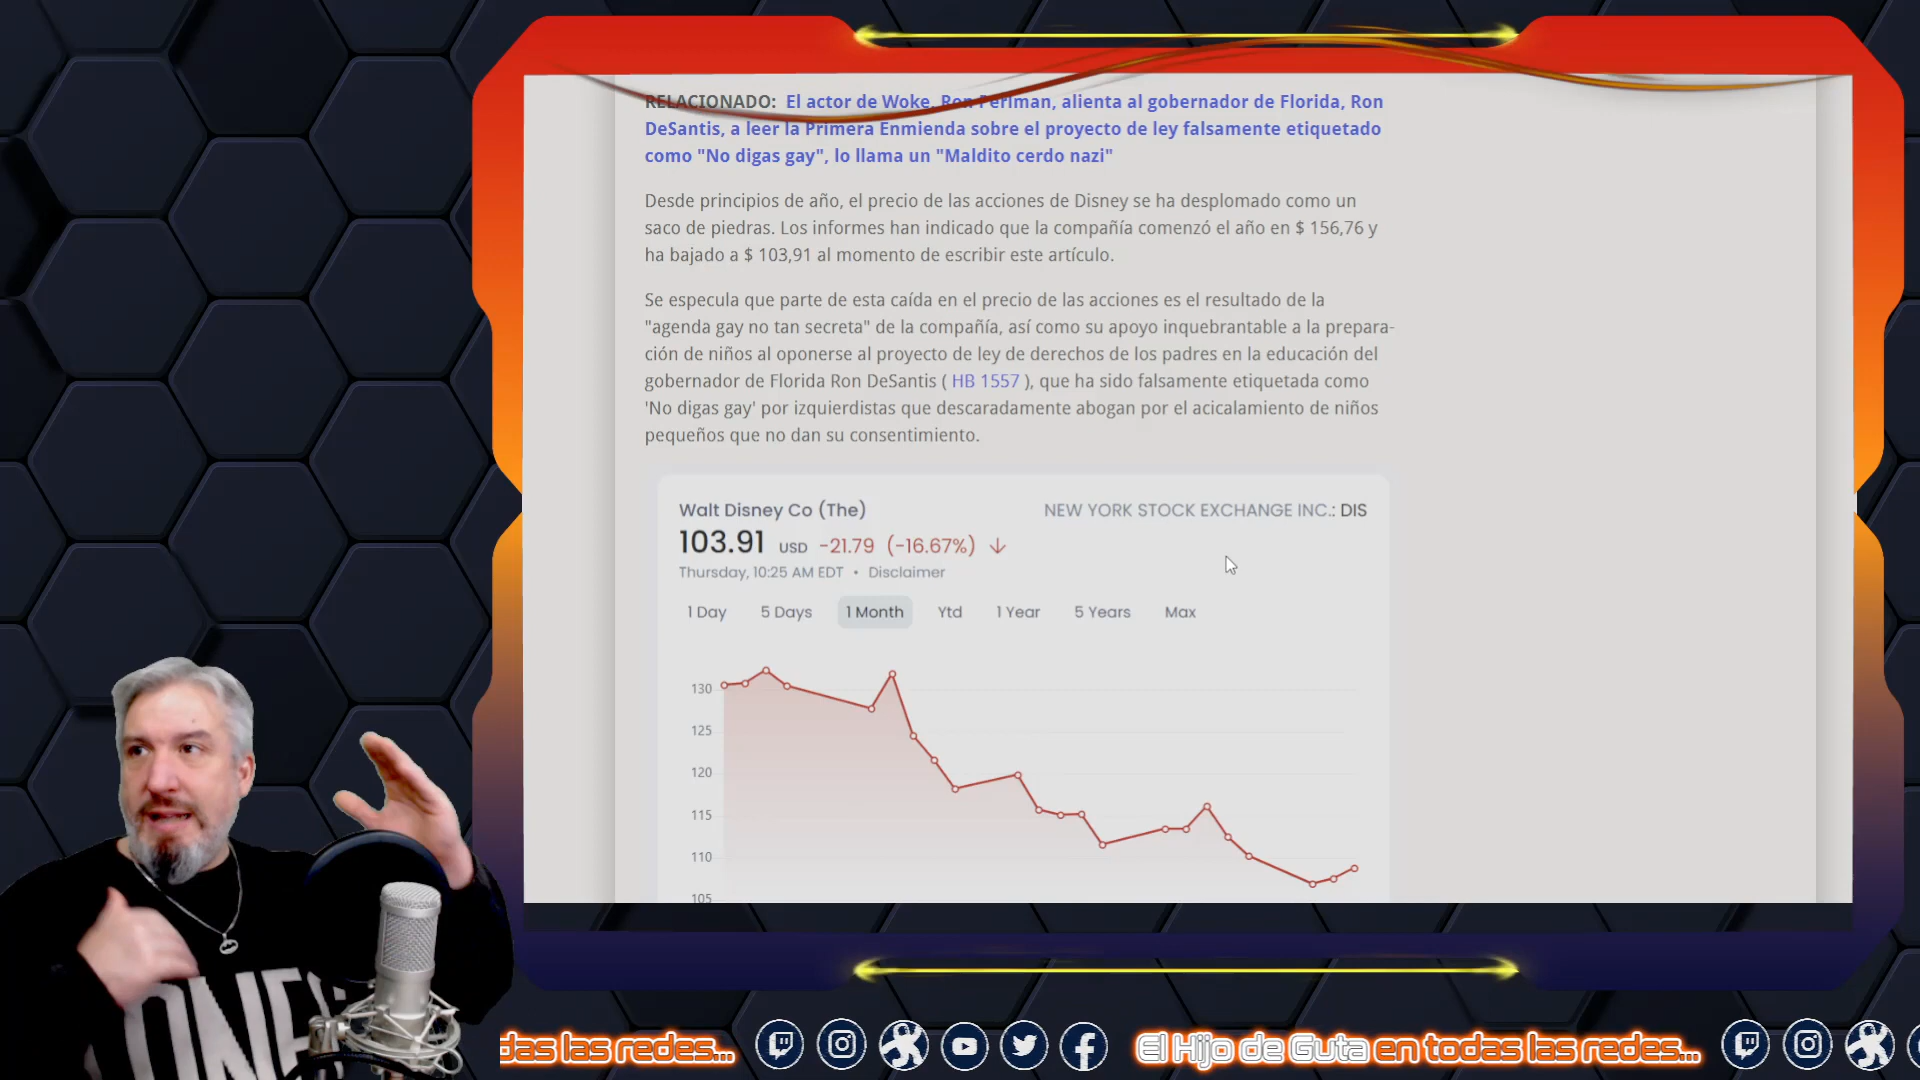 RELACIONADO: El actor de Woke, Ron Perlman, alienta al gobernador de Florida, Ron
DeSantis, a leer la Primera Enmienda sobre el proyecto de ley falsamente etiquetado
como "No digas gay", lo llama un "Maldito cerdo nazi"
Desde principios de año, el precio de las acciones de Disney se ha desplomado como un
saco de piedras. Los informes han indicado que la compañía comenzó el año en $ 156,76 y
ha bajado a $ 103,91 al momento de escribir este artículo.
Se especula que parte de esta caída en el precio de las acciones es el resultado de la
"agenda gay no tan secreta" de la compañía, así como su apoyo inquebrantable a la prepara-
ción de niños al oponerse al proyecto de ley de derechos de los padres en la educación del
gobernador de Florida Ron DeSantis ( HB 1557 ), que ha sido falsamente etiquetada como
'No digas gay' por izquierdistas que descaradamente abogan por el acicalamiento de niños
pequeños que no dan su consentimiento.
Walt Disney Co (The) NEW YORK STOCK EXCHANGE INC.: DIS
103.91 USD -21.79 (-16.67%) ↓
Thursday, 10:25 AM EDT • Disclaimer
1 Day 5 Days 1 Month Ytd 1 Year 5 Years Max
130
125
120
115
110
105
das las redes... El Hijo de Guta en todas las redes...